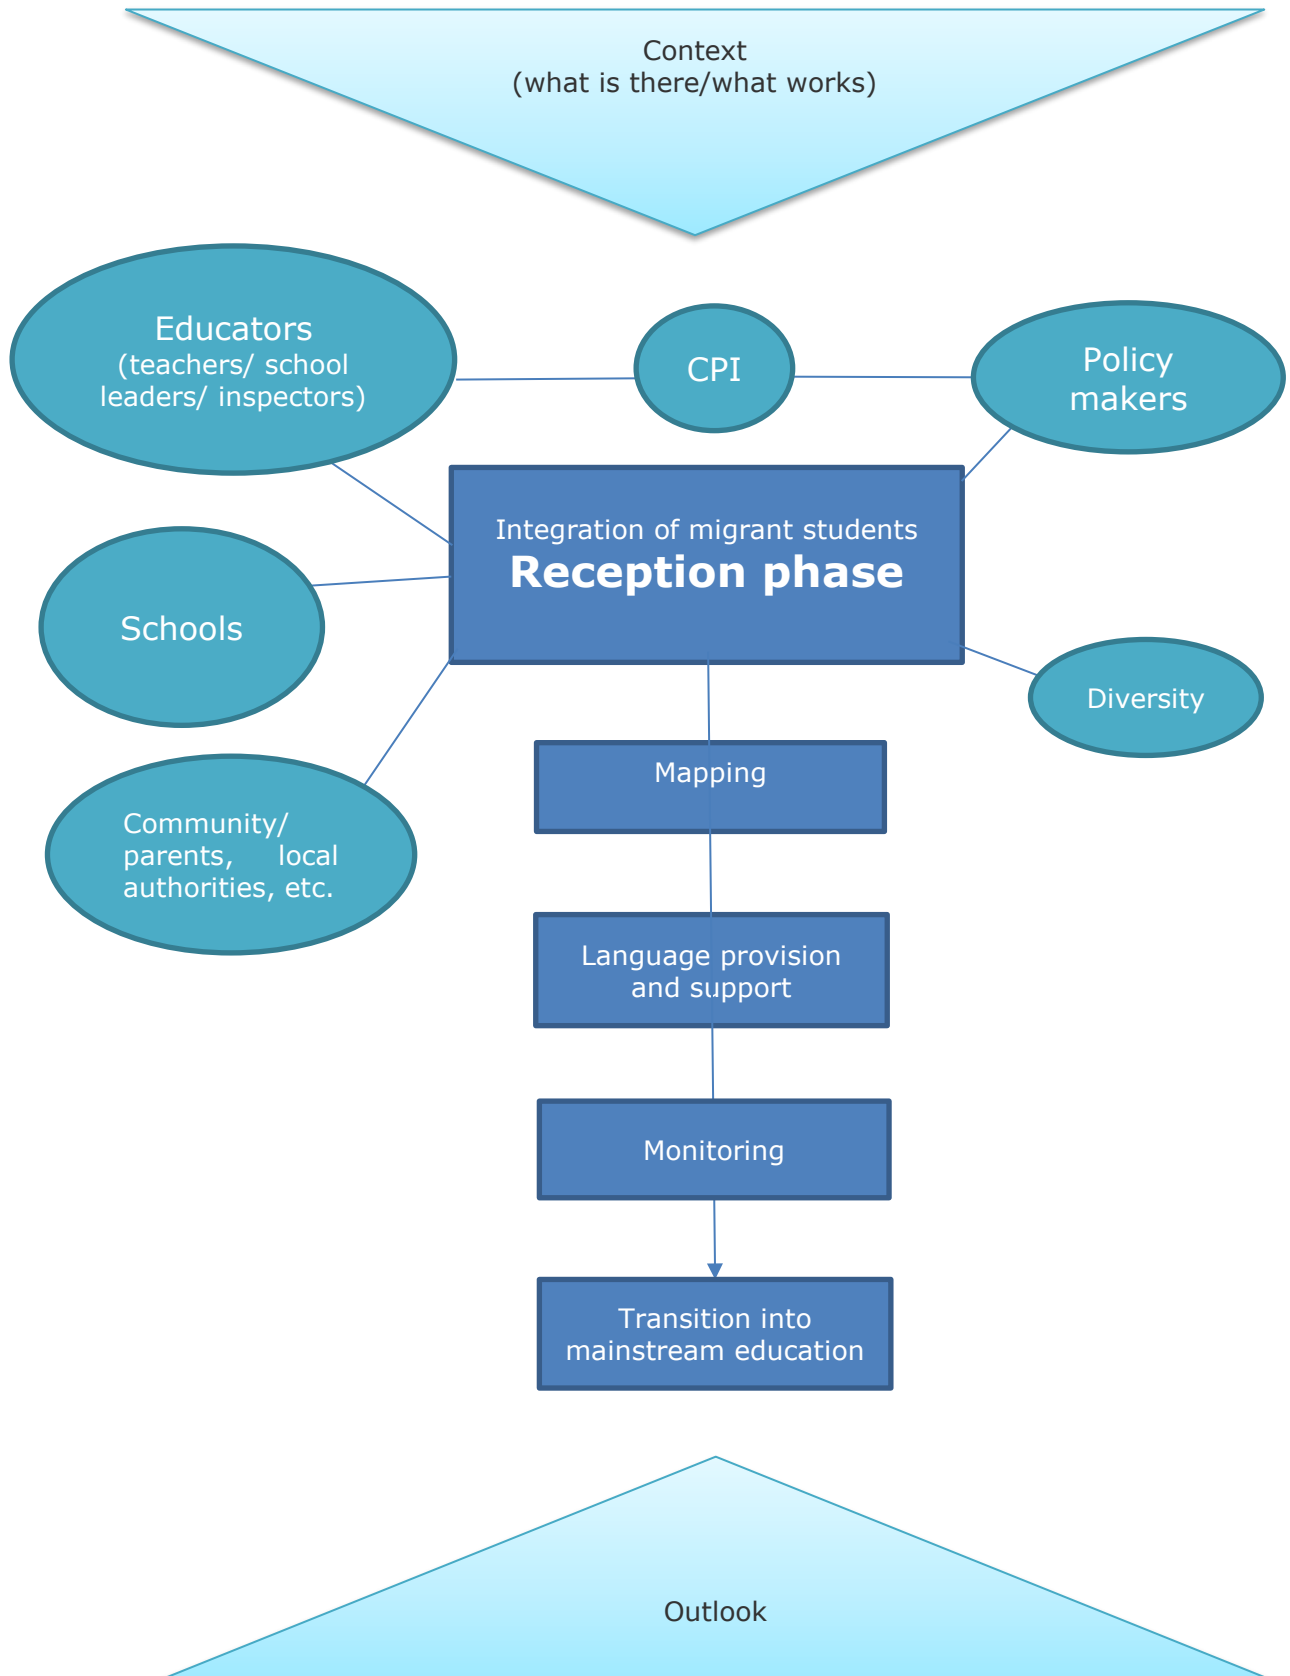 Context
(what is there/what works)
Educators
(teachers/ school
leaders/ inspectors)
CPI
Policy
makers
Integration of migrant students
Reception phase
Schools
Diversity
Mapping
Community/
parents, local
authorities, etc.
Language provision
and support
Monitoring
Transition into
mainstream education
Outlook